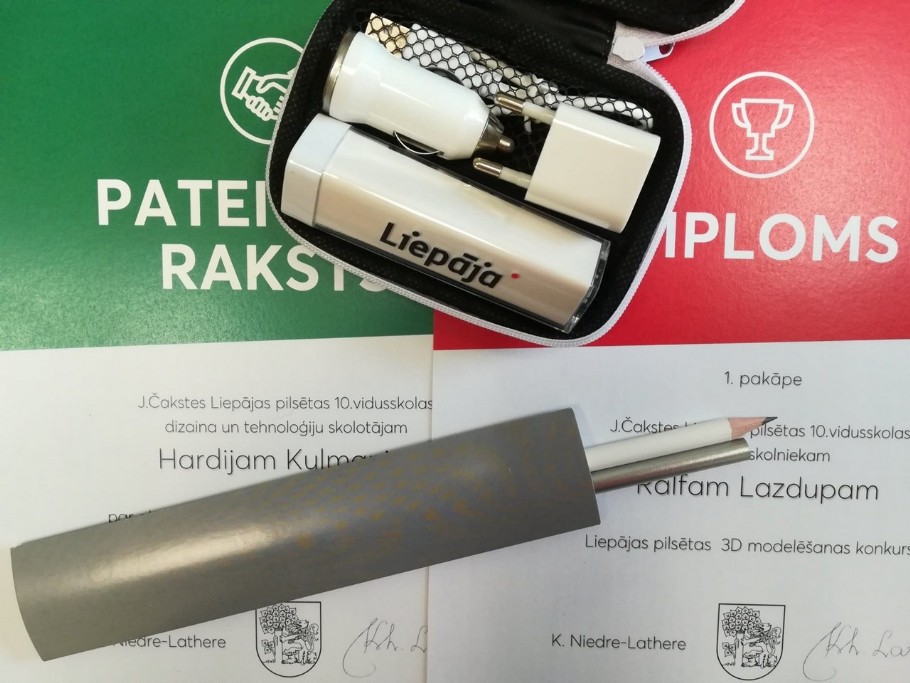 RAKSTS
J.Čakstes Liepājas pilsētas 10.vidusskolas
dizaina un tehnoloģiju skolotājam
Hardijam
Niedre-Lathere
Liepāja
IPLOMS
1. pakāpe
J.Čakstes pilsētas 10.vidusskolas
skolniekam
Ralfam Lazdupam
Liepājas pilsētas 3D modelēšanas konkurs
K. Niedre-Lathere